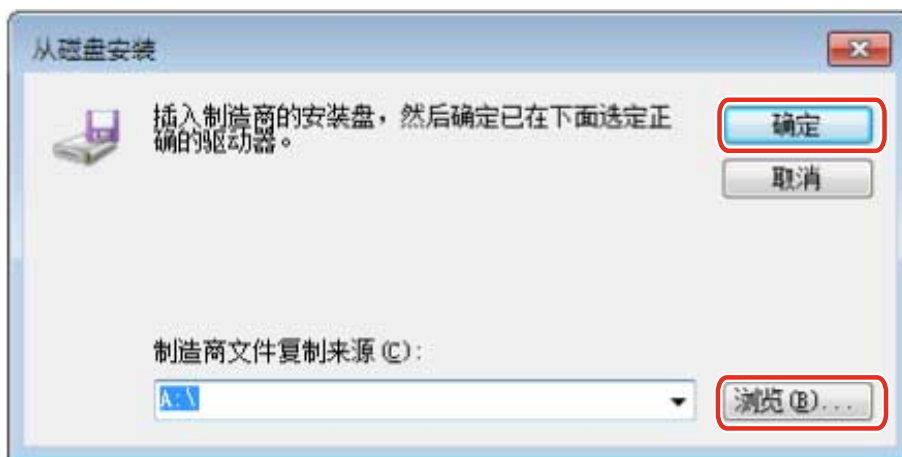 从磁盘安装
插入制造商的安装盘，然后确定已在下面选定正
确的驱动器。
确定
取消
制造商文件复制来源(C):
A:\
浏览(B)...